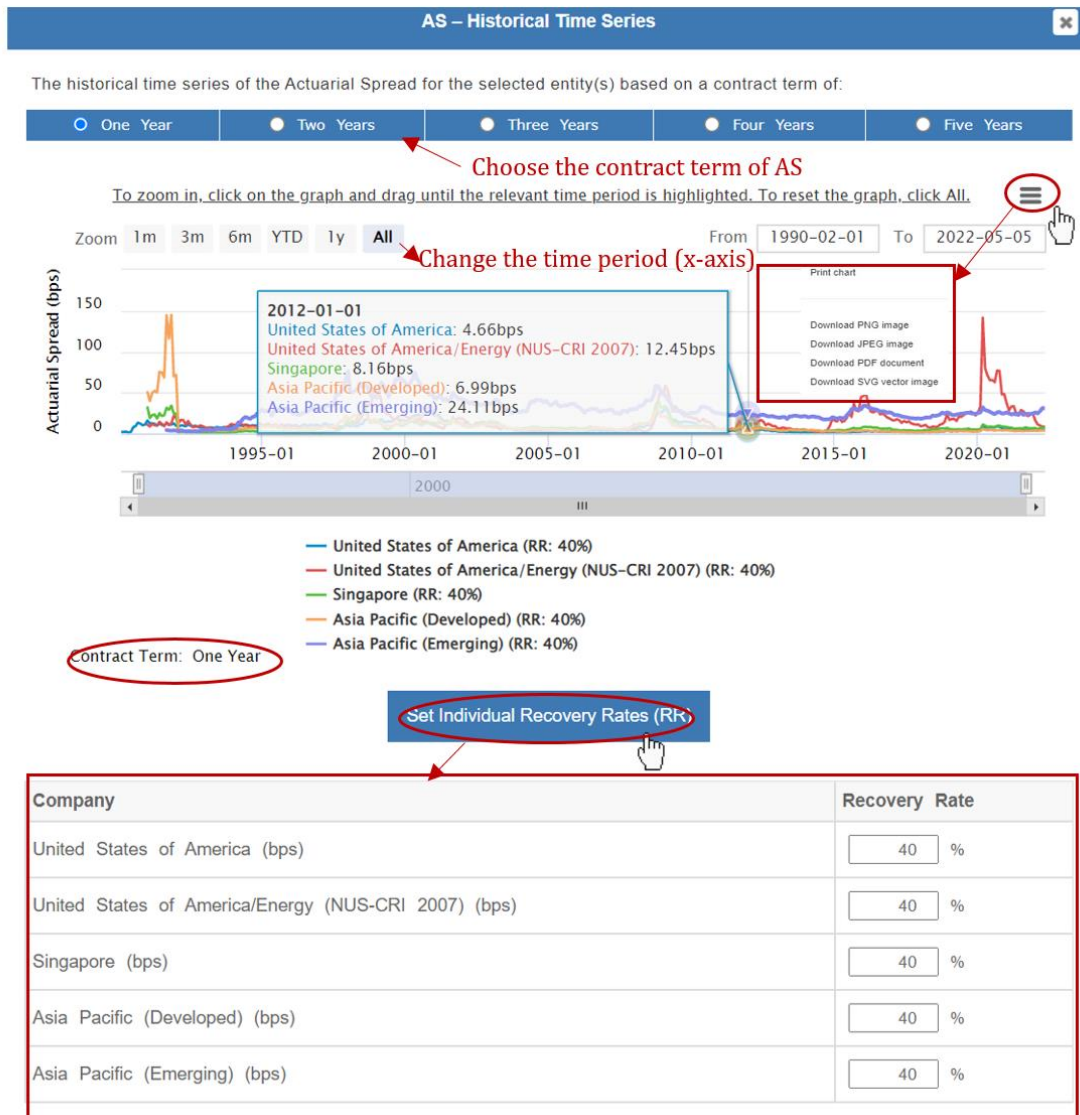 AS – Historical Time Series
The historical time series of the Actuarial Spread for the selected entity(s) based on a contract term of:
One Year Two Years Three Years Four Years Five Years
Choose the contract term of AS
To zoom in, click on the graph and drag until the relevant time period is highlighted. To reset the graph, click All.
Zoom 1m 3m 6m YTD 1y All From 1990-02-01 To 2022-05-05
Change the time period (x-axis)
Print chart
Download PNG image
Download JPEG image
Download PDF document
Download SVG vector image
Actuarial Spread (bps)
150
100
50
0
2012-01-01
United States of America: 4.66bps
United States of America/Energy (NUS-CRI 2007): 12.45bps
Singapore: 8.16bps
Asia Pacific (Developed): 6.99bps
Asia Pacific (Emerging): 24.11bps
1995-01 2000-01 2005-01 2010-01 2015-01 2020-01
2000
United States of America (RR: 40%)
United States of America/Energy (NUS-CRI 2007) (RR: 40%)
Singapore (RR: 40%)
Asia Pacific (Developed) (RR: 40%)
Asia Pacific (Emerging) (RR: 40%)
Contract Term: One Year
Set Individual Recovery Rates (RR)
Company Recovery Rate
United States of America (bps) 40 %
United States of America/Energy (NUS-CRI 2007) (bps) 40 %
Singapore (bps) 40 %
Asia Pacific (Developed) (bps) 40 %
Asia Pacific (Emerging) (bps) 40 %